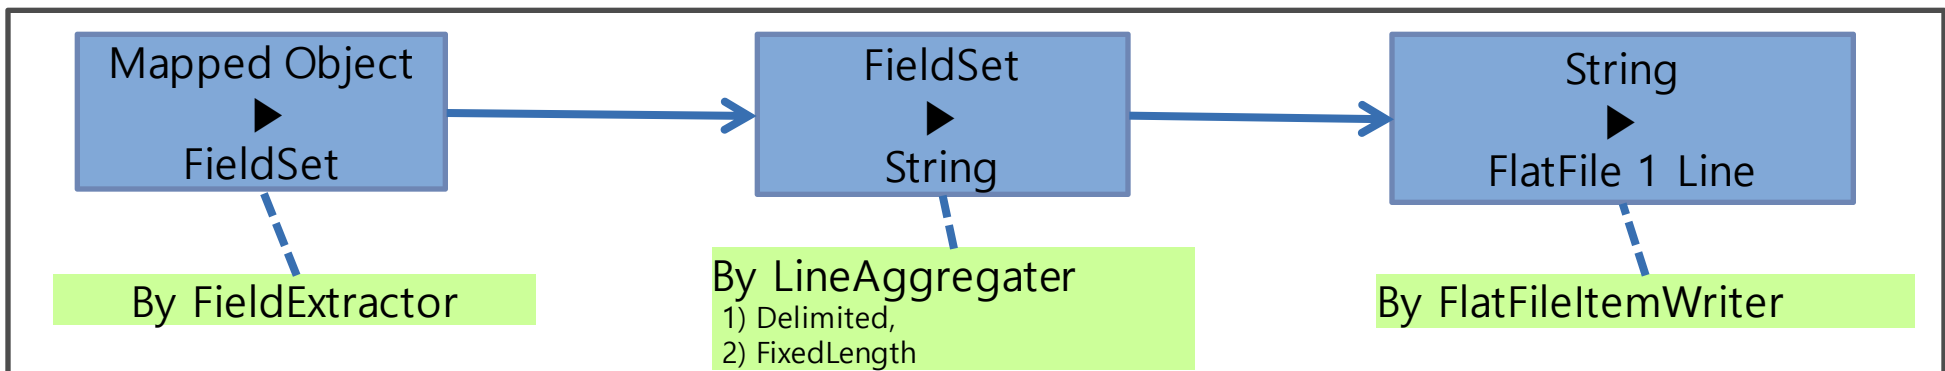 Mapped Object
▶
FieldSet
FieldSet
▶
String
String
▶
FlatFile 1 Line
By FieldExtractor
By LineAggregater
1) Delimited,
2) FixedLength
By FlatFileItemWriter